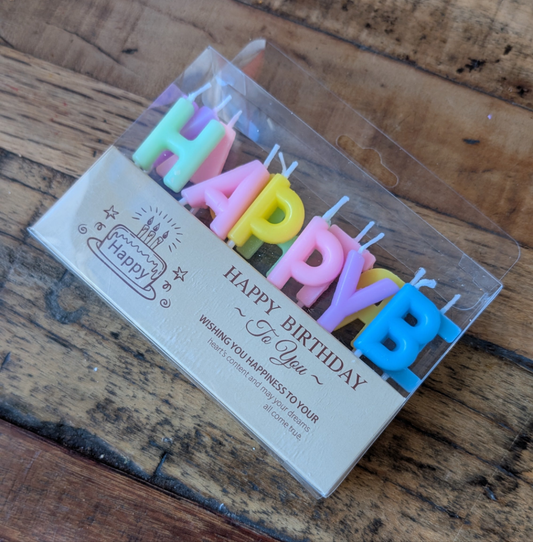 HAPPYB
Happy
HAPPY BIRTHDAY
~ To You ~
WISHING YOU HAPPINESS TO YOUR
heart's content and may your dreams
all come true.